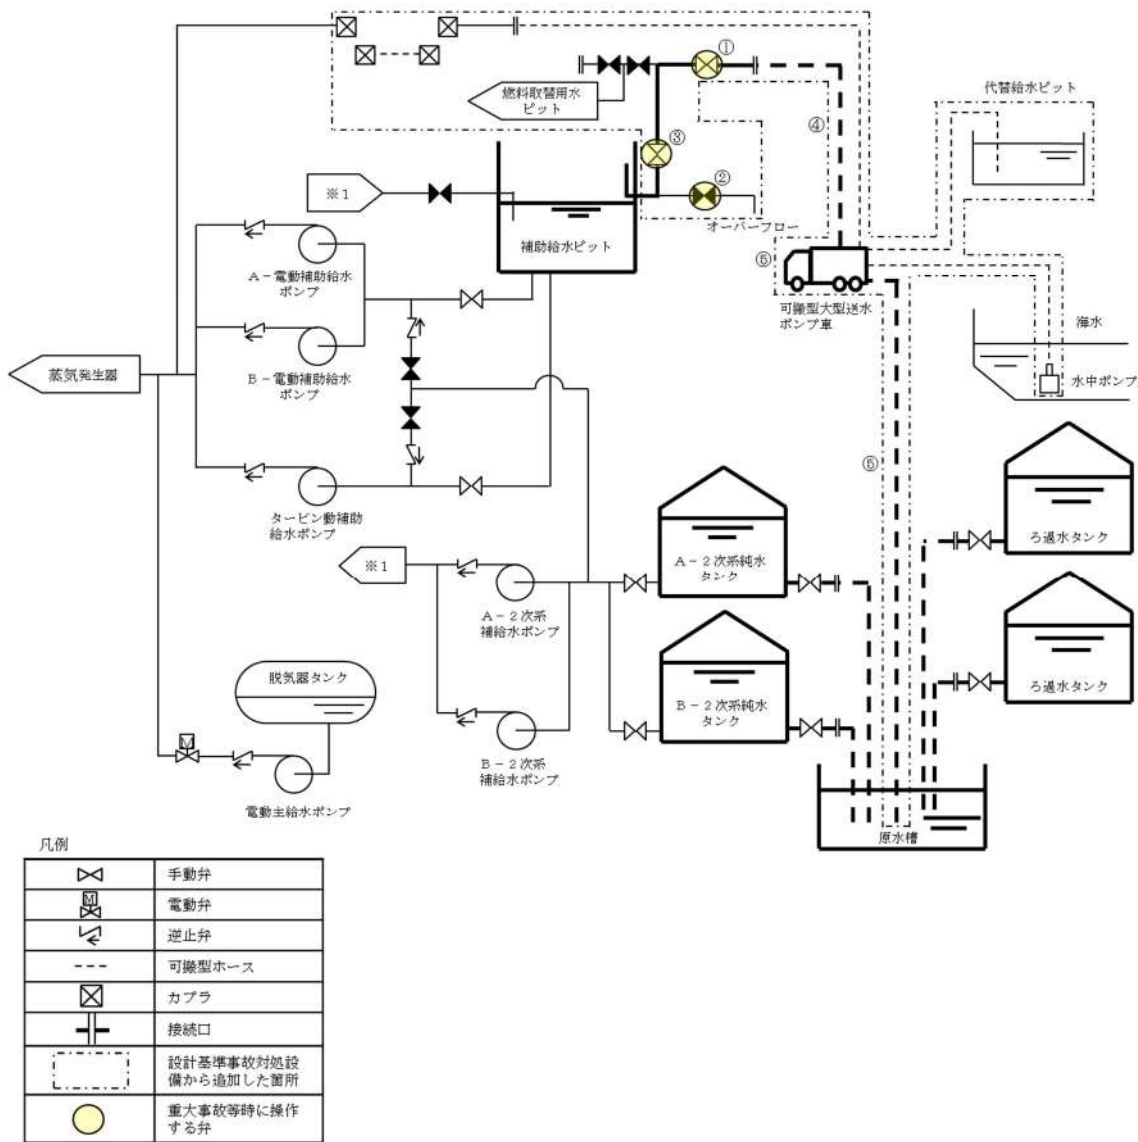 ①
燃料取替用水
ピット
代替給水ピット
④
③
②
※1
オーバーフロー
補助給水ピット
⑤
A-電動補助給水
ポンプ
可搬型大型送水
ポンプ車
海水
B-電動補助給水
ポンプ
蒸気発生器
水中ポンプ
⑤
タービン動補助
給水ポンプ
ろ過水タンク
※1
A-2次系純水
タンク
A-2次系
補給水ポンプ
脱気器タンク
B-2次系純水
タンク
ろ過水タンク
M
B-2次系
補給水ポンプ
電動主給水ポンプ
原水槽
凡例
手動弁
M
電動弁
逆止弁
可搬型ホース
カプラ
接続口
設計基準事故対処設
備から追加した箇所
重大事故等時に操作
する弁